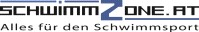 SCHWIMMZONE.AT
Alles für den Schwimmsport